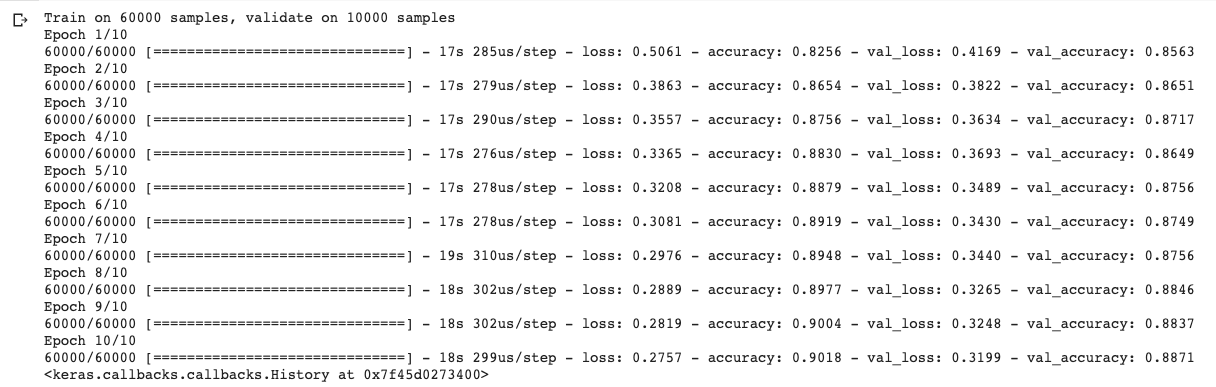 Train on 60000 samples, validate on 10000 samples
Epoch 1/10
60000/60000 [==============================] - 17s 285us/step - loss: 0.5061 - accuracy: 0.8256 - val_loss: 0.4169 - val_accuracy: 0.8563
Epoch 2/10
60000/60000 [==============================] - 17s 279us/step - loss: 0.3863 - accuracy: 0.8654 - val_loss: 0.3822 - val_accuracy: 0.8651
Epoch 3/10
60000/60000 [==============================] - 17s 290us/step - loss: 0.3557 - accuracy: 0.8756 - val_loss: 0.3634 - val_accuracy: 0.8717
Epoch 4/10
60000/60000 [==============================] - 17s 276us/step - loss: 0.3365 - accuracy: 0.8830 - val_loss: 0.3693 - val_accuracy: 0.8649
Epoch 5/10
60000/60000 [==============================] - 17s 278us/step - loss: 0.3208 - accuracy: 0.8879 - val_loss: 0.3489 - val_accuracy: 0.8756
Epoch 6/10
60000/60000 [==============================] - 17s 278us/step - loss: 0.3081 - accuracy: 0.8919 - val_loss: 0.3430 - val_accuracy: 0.8749
Epoch 7/10
60000/60000 [==============================] - 19s 310us/step - loss: 0.2976 - accuracy: 0.8948 - val_loss: 0.3440 - val_accuracy: 0.8756
Epoch 8/10
60000/60000 [==============================] - 18s 302us/step - loss: 0.2889 - accuracy: 0.8977 - val_loss: 0.3265 - val_accuracy: 0.8846
Epoch 9/10
60000/60000 [==============================] - 18s 302us/step - loss: 0.2819 - accuracy: 0.9004 - val_loss: 0.3248 - val_accuracy: 0.8837
Epoch 10/10
60000/60000 [==============================] - 18s 299us/step - loss: 0.2757 - accuracy: 0.9018 - val_loss: 0.3199 - val_accuracy: 0.8871
<keras.callbacks.callbacks.History at 0x7f45d0273400>